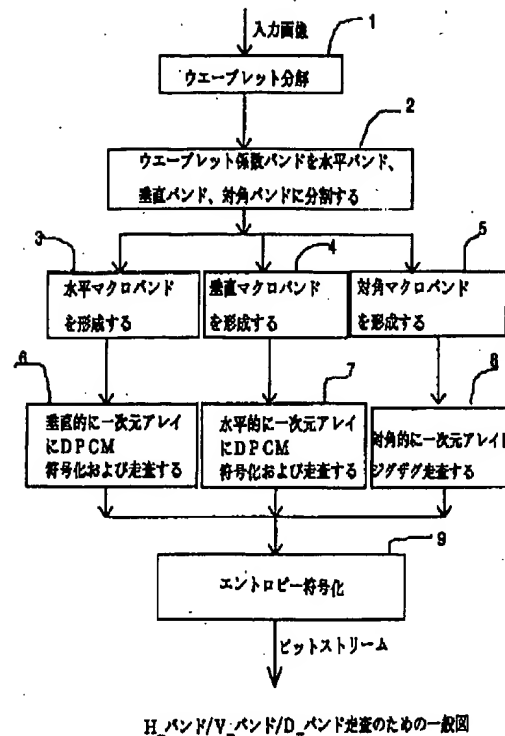 入力画像
1
ウエーブレット分解
2
ウエーブレット係数バンドを水平バンド、
垂直バンド、対角バンドに分割する
3
水平マクロバンド
を形成する
4
垂直マクロバンド
を形成する
5
対角マクロバンド
を形成する
6
垂直的に一次元アレイ
にDPCM
符号化および走査する
7
水平的に一次元アレイ
にDPCM
符号化および走査する
8
対角的に一次元アレイに
ジグザグ走査する
9
エントロピー符号化
ビットストリーム
H_バンド/V_バンド/D_バンド走査のための一般図